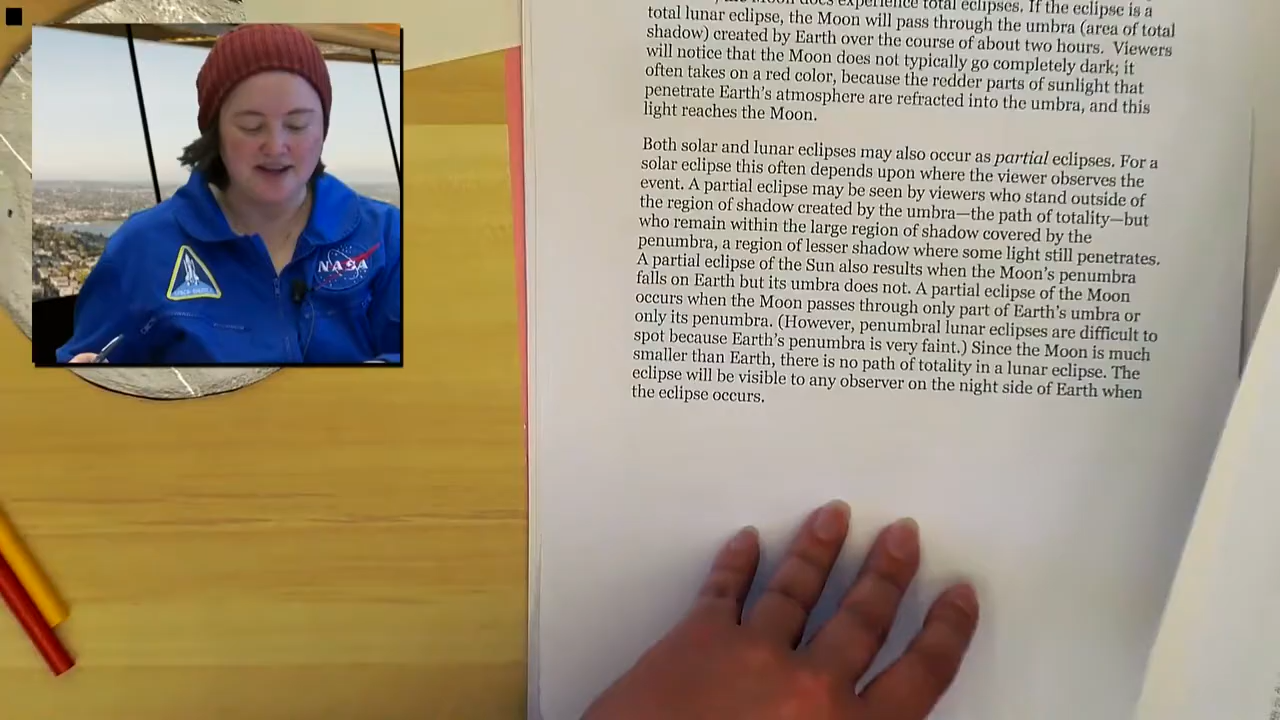 NASA
Moon does experience total eclipses. If the eclipse is a
total lunar eclipse, the Moon will pass through the umbra (area of total
shadow) created by Earth over the course of about two hours. Viewers
will notice that the Moon does not typically go completely dark; it
often takes on a red color, because the redder parts of sunlight that
penetrate Earth's atmosphere are refracted into the umbra, and this
light reaches the Moon.
Both solar and lunar eclipses may also occur as partial eclipses. For a
solar eclipse this often depends upon where the viewer observes the
event. A partial eclipse may be seen by viewers who stand outside of
the region of shadow created by the umbra—the path of totality—but
who remain within the large region of shadow covered by the
penumbra, a region of lesser shadow where some light still penetrates.
A partial eclipse of the Sun also results when the Moon's penumbra
falls on Earth but its umbra does not. A partial eclipse of the Moon
occurs when the Moon passes through only part of Earth's umbra or
only its penumbra. (However, penumbral lunar eclipses are difficult to
spot because Earth's penumbra is very faint.) Since the Moon is much
smaller than Earth, there is no path of totality in a lunar eclipse. The
eclipse will be visible to any observer on the night side of Earth when
the eclipse occurs.